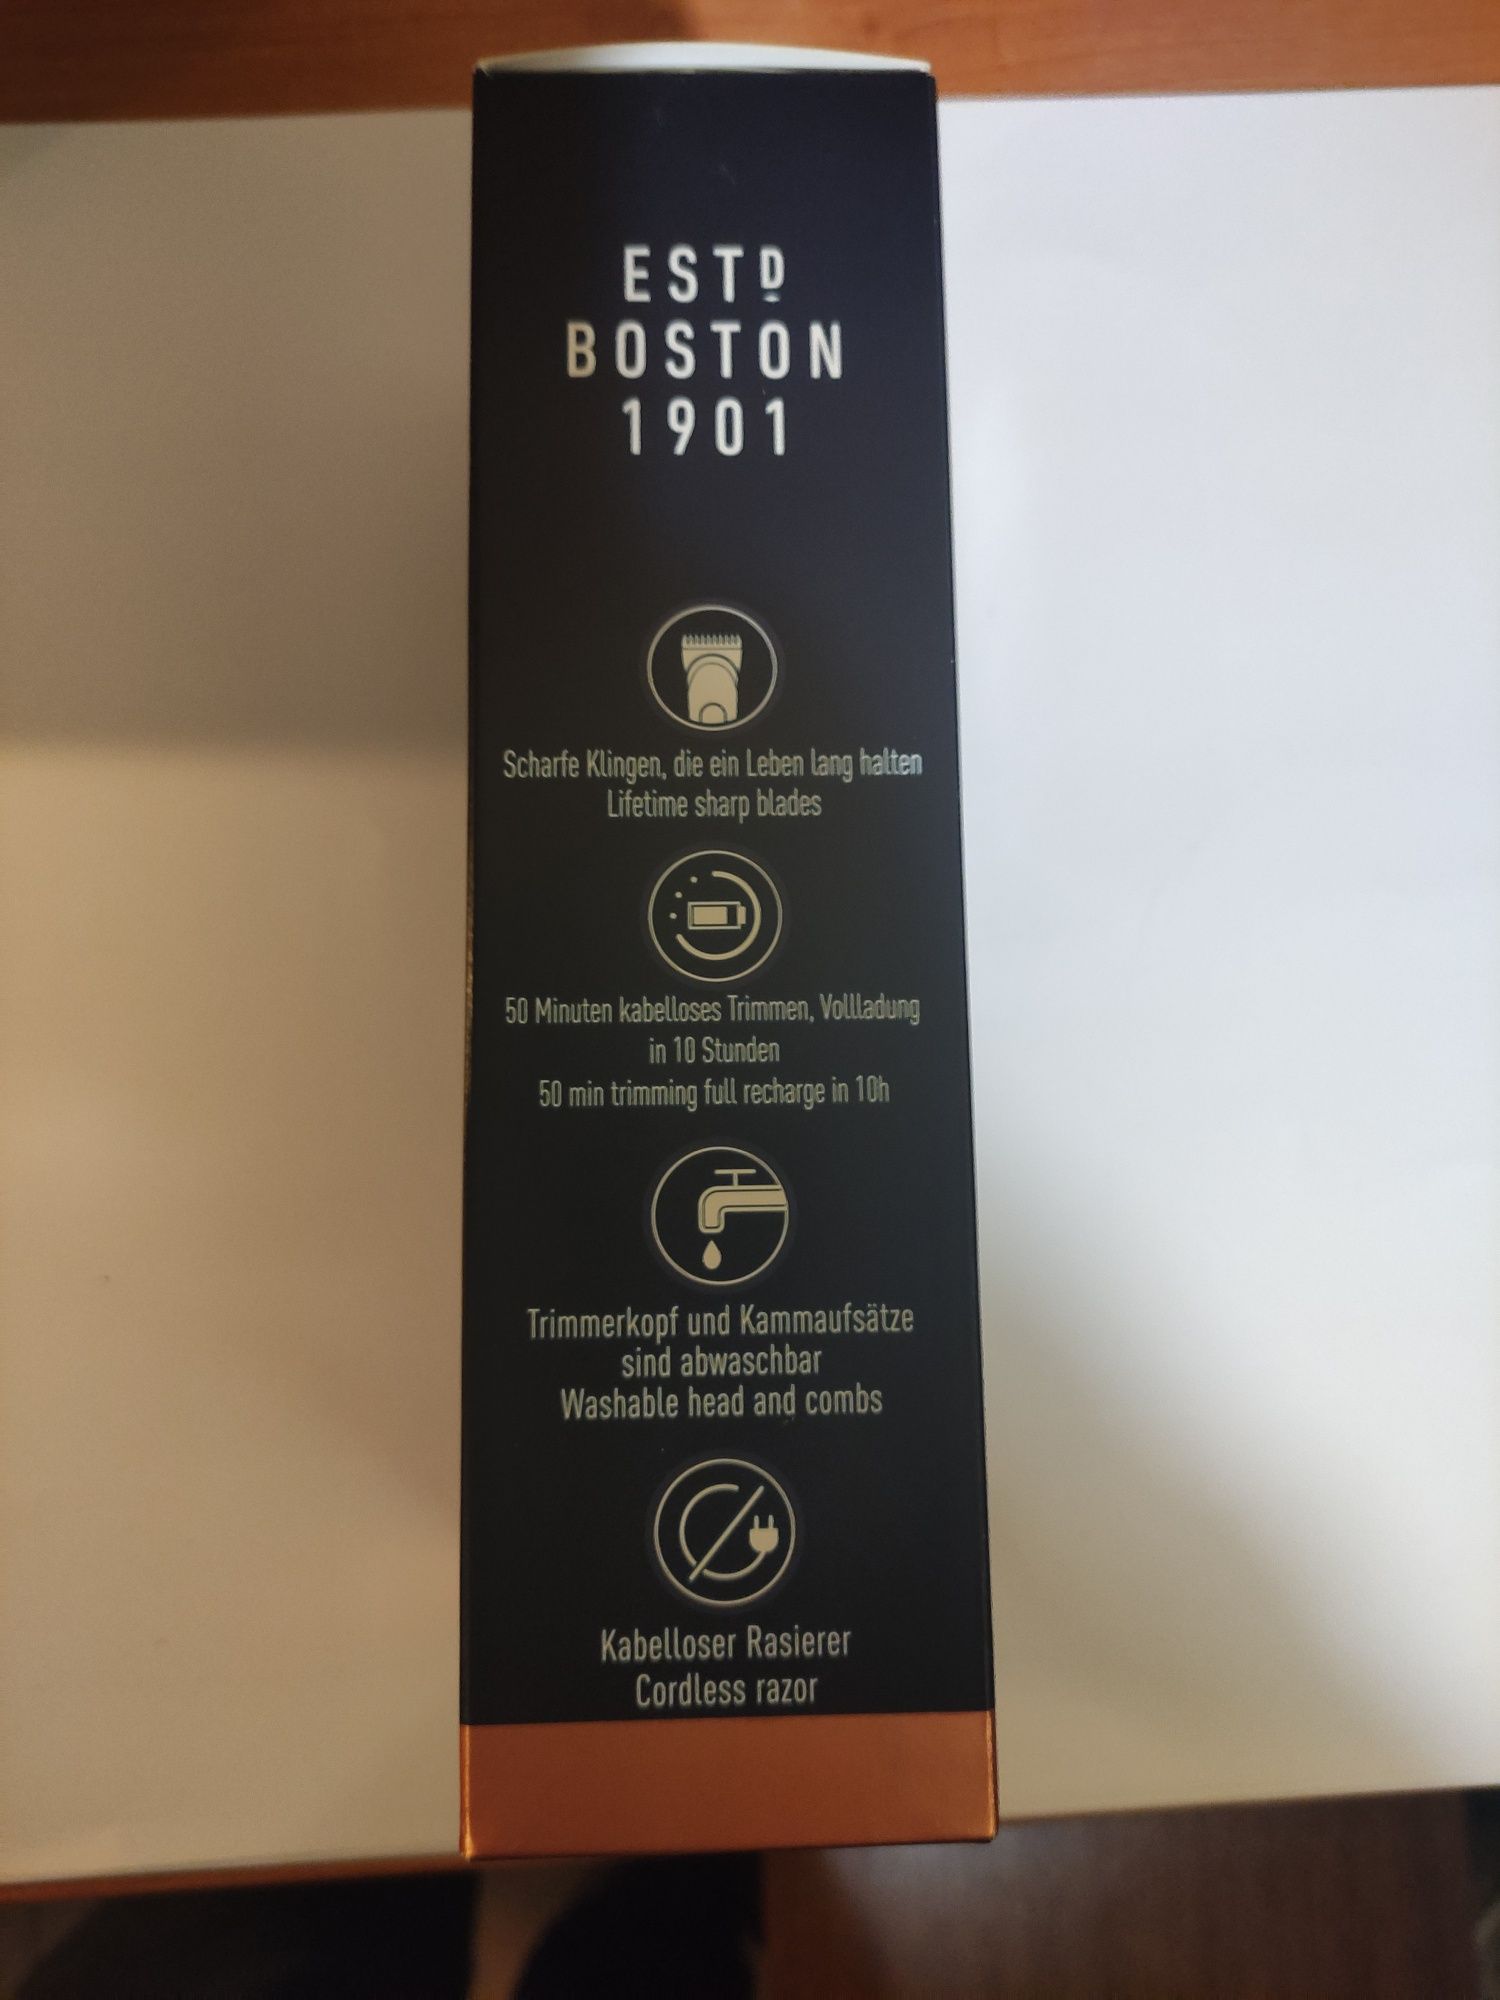 ESTD
BOSTON
1901
Scharfe Klingen, die ein Leben lang halten
Lifetime sharp blades
50 Minuten kabelloses Trimmen, Vollladung
in 10 Stunden
50 min trimming full recharge in 10h
Trimmerkopf und Kammaufsätze
sind abwaschbar
Washable head and combs
Kabelloser Rasierer
Cordless razor